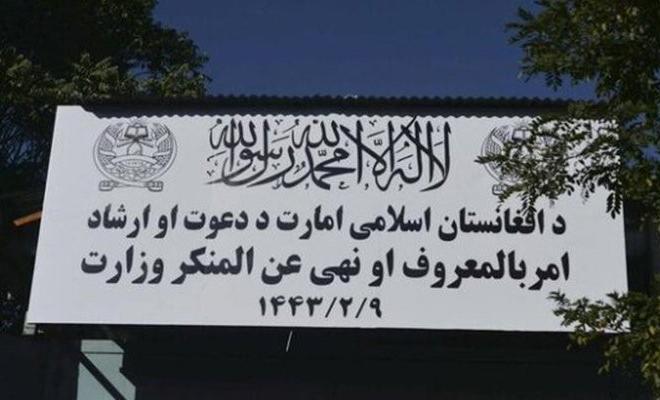 لا اله الا الله محمد رسول الله
د افغانستان اسلامی امارت د دعوت او ارشاد
امر بالمعروف او نهی عن المنکر وزارت
۱۴۴۳/۲/۹